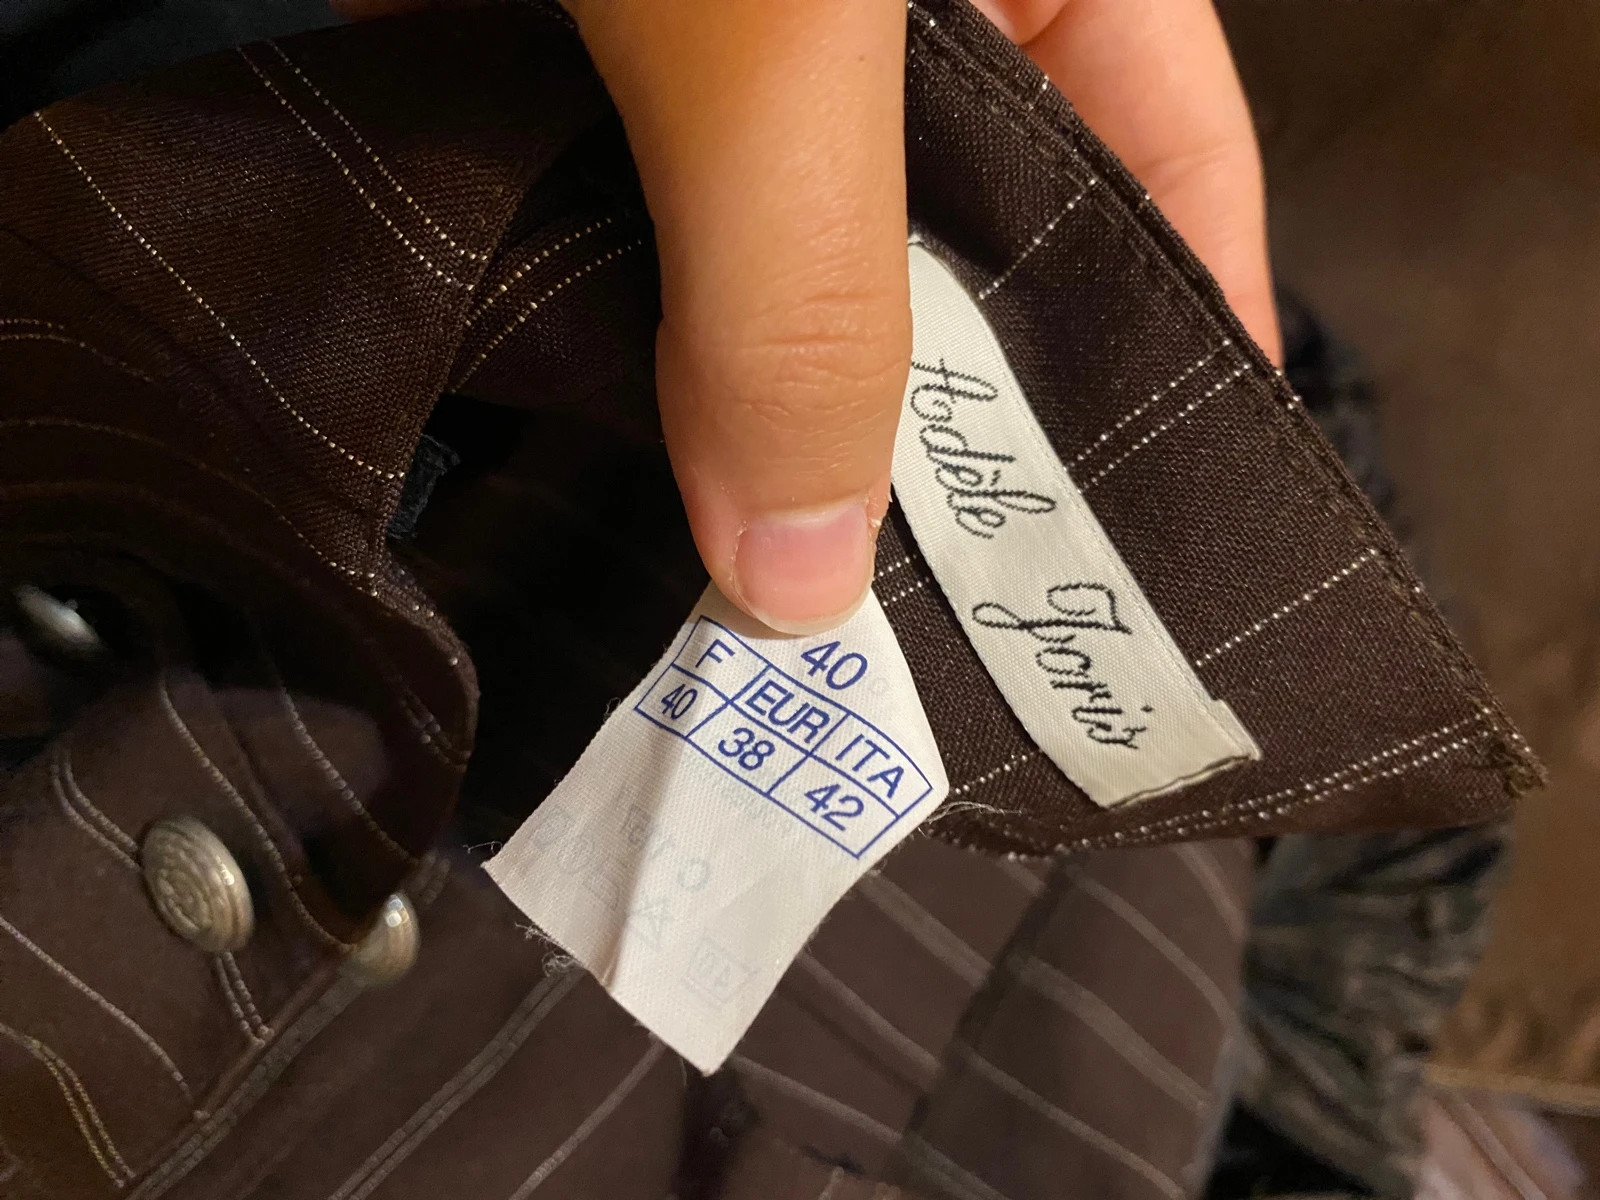 Adèle Joris
40
F EUR ITA
40 38 42